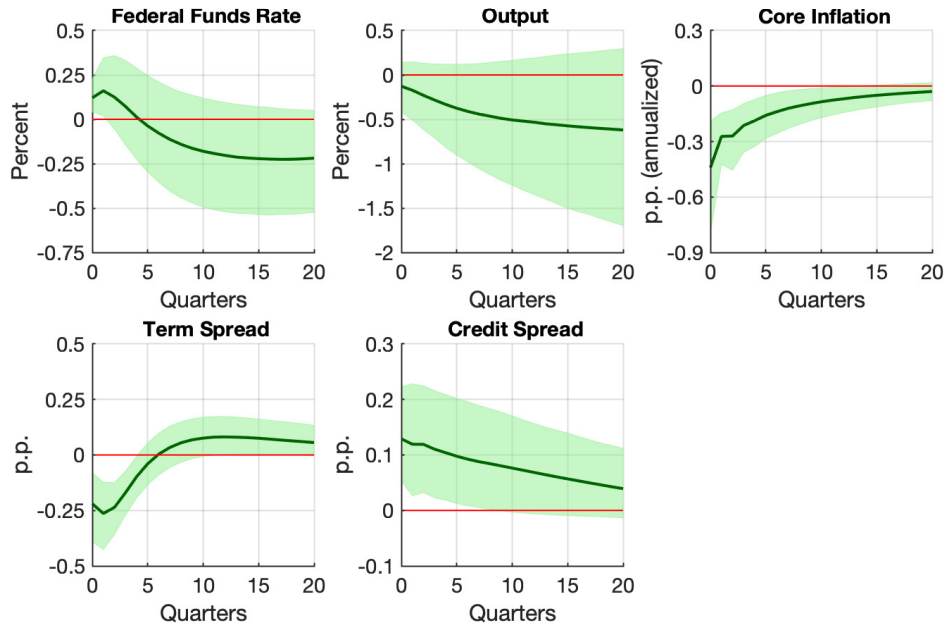 Federal Funds Rate
0.5
0.25
0
-0.25
-0.5
-0.75
Percent
0 5 10 15 20
Quarters
Output
0.5
0
-0.5
-1
-1.5
-2
Percent
0 5 10 15 20
Quarters
Core Inflation
0.3
0
-0.3
-0.6
-0.9
p.p. (annualized)
0 5 10 15 20
Quarters
Term Spread
0.5
0.25
0
-0.25
-0.5
p.p.
0 5 10 15 20
Quarters
Credit Spread
0.3
0.2
0.1
0
-0.1
p.p.
0 5 10 15 20
Quarters